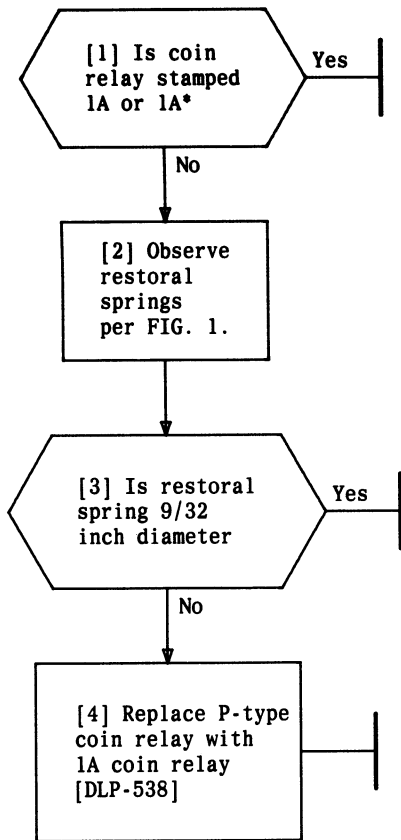 [1] Is coin
relay stamped
1A or 1A*
Yes
No
[2] Observe
restoral
springs
per FIG. 1.
[3] Is restoral
spring 9/32
inch diameter
Yes
No
[4] Replace P-type
coin relay with
1A coin relay
[DLP-538]